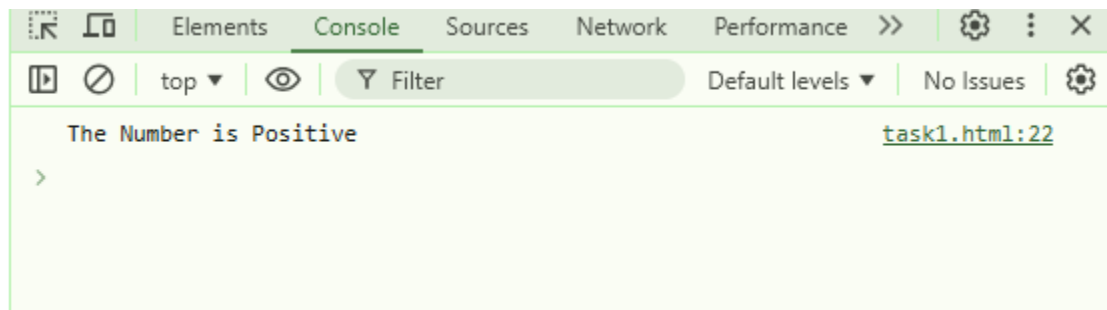 Elements Console Sources Network Performance
top Filter Default levels No Issues
The Number is Positive task1.html:22